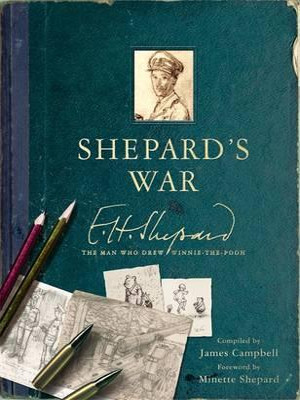 SHEPARD'S
WAR
E.H. Shepard
THE MAN WHO DREW WINNIE-THE-POOH
Compiled by
James Campbell
Foreword by
Minette Shepard